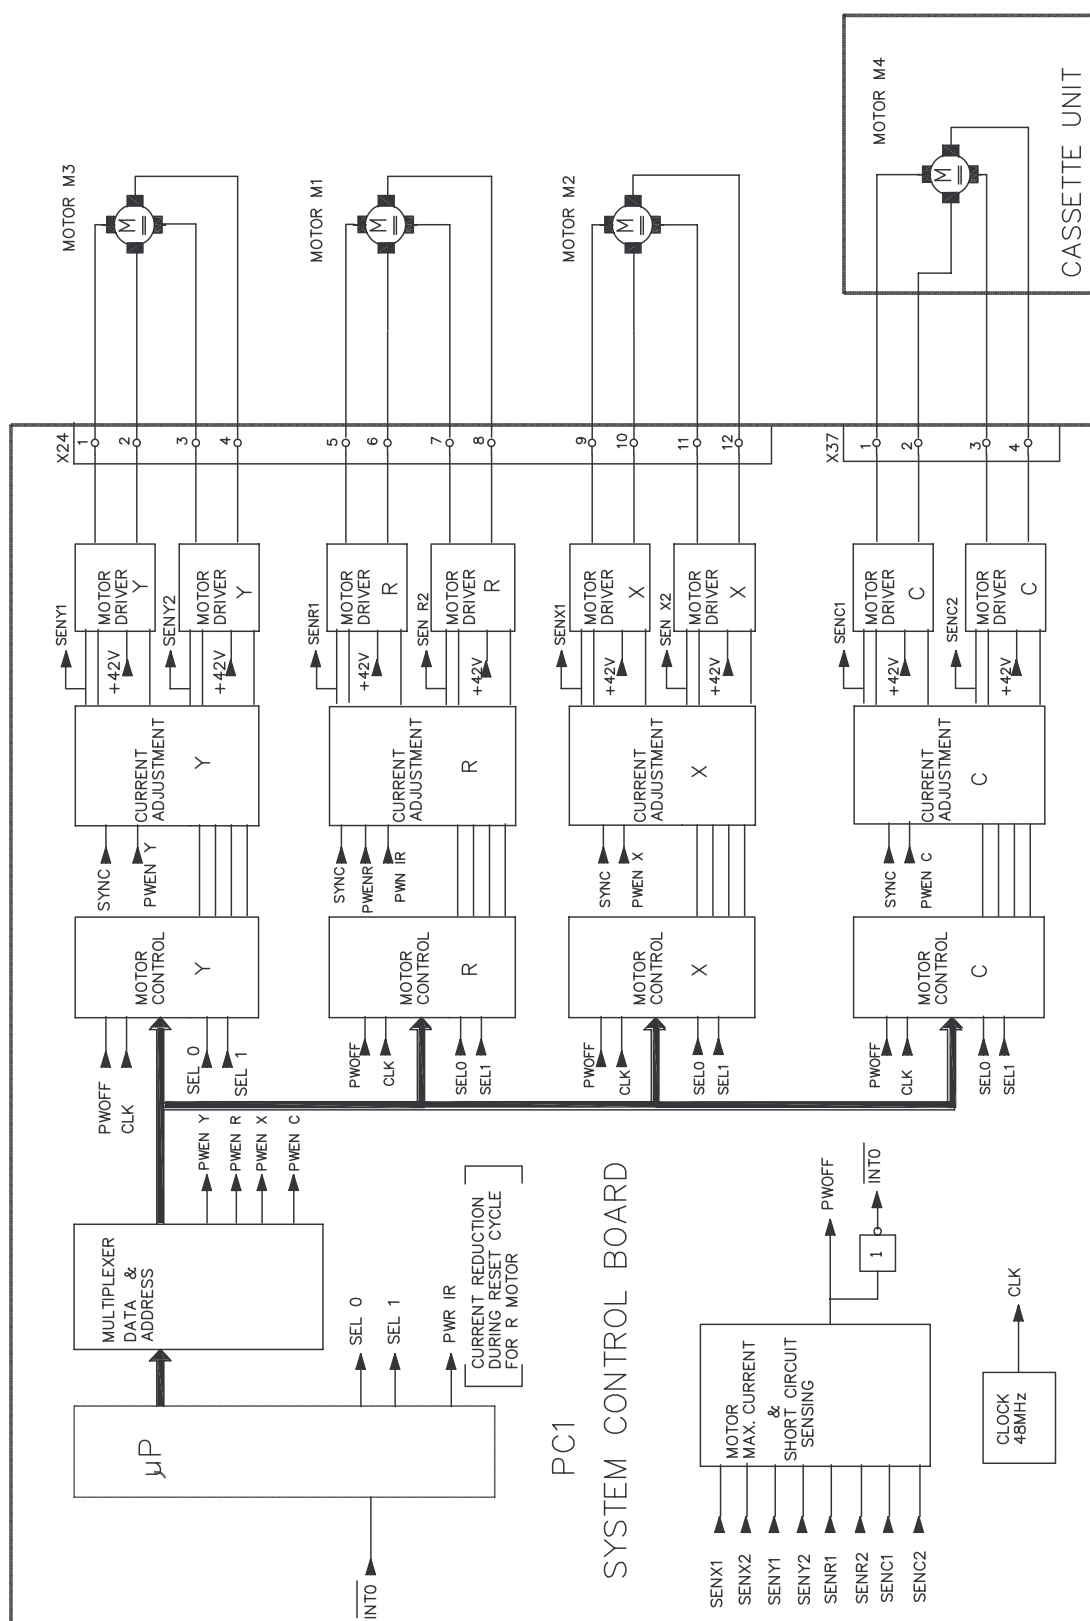 INT0
µP
SEL 0
SEL 1
PWR IR
CURRENT REDUCTION
DURING RESET CYCLE
FOR R MOTOR
MULTIPLEXER
DATA &
ADDRESS
PWEN Y
PWEN R
PWEN X
PWEN C
PWOFF
CLK
SEL 0
SEL 1
MOTOR
CONTROL
Y
SYNC
PWEN Y
CURRENT
ADJUSTMENT
Y
SENY1
+42V
SENY2
+42V
MOTOR
DRIVER
Y
MOTOR
DRIVER
Y
X24
1
2
3
4
MOTOR M3
M
PWOFF
CLK
SEL0
SEL1
MOTOR
CONTROL
R
SYNC
PWENR
PWN IR
CURRENT
ADJUSTMENT
R
SENR1
+42V
SEN R2
+42V
MOTOR
DRIVER
R
MOTOR
DRIVER
R
5
6
7
8
MOTOR M1
M
PC1
SYSTEM CONTROL BOARD
PWOFF
CLK
SEL0
SEL1
MOTOR
CONTROL
X
SYNC
PWEN X
CURRENT
ADJUSTMENT
X
SENX1
+42V
SEN X2
+42V
MOTOR
DRIVER
X
MOTOR
DRIVER
X
9
10
11
12
MOTOR M2
M
SENX1
SENX2
SENY1
SENY2
SENR1
SENR2
SENC1
SENC2
MOTOR
MAX. CURRENT
&
SHORT CIRCUIT
SENSING
PWOFF
1
INT0
PWOFF
CLK
SEL0
SEL1
MOTOR
CONTROL
C
SYNC
PWEN C
CURRENT
ADJUSTMENT
C
SENC1
+42V
SENC2
+42V
MOTOR
DRIVER
C
MOTOR
DRIVER
C
X37
1
2
3
4
MOTOR M4
M
CASSETTE UNIT
CLOCK
48MHz
CLK